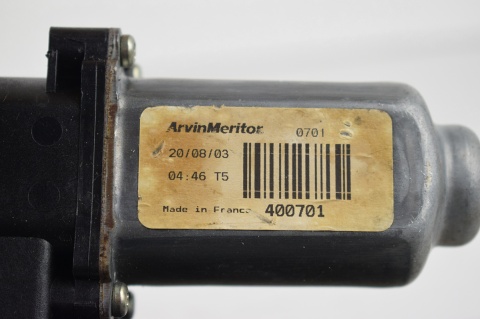 ArvinMeritor 0701
20/08/03
04:46 T5
Made in France 400701